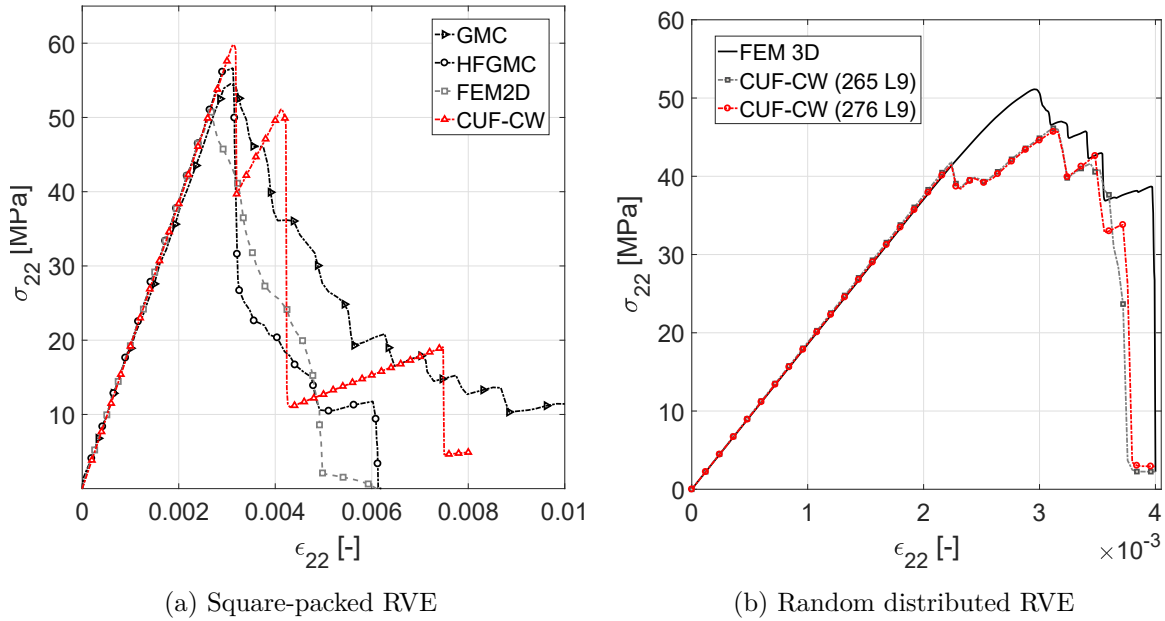 60
50
40
30
20
10
σ22 [MPa]
GMC
HFGMC
FEM2D
CUF-CW
0 0.002 0.004 0.006 0.008 0.01
ϵ22 [-]
(a) Square-packed RVE
60
50
40
30
20
10
0
σ22 [MPa]
FEM 3D
CUF-CW (265 L9)
CUF-CW (276 L9)
0 1 2 3 4
×10-3
ϵ22 [-]
(b) Random distributed RVE